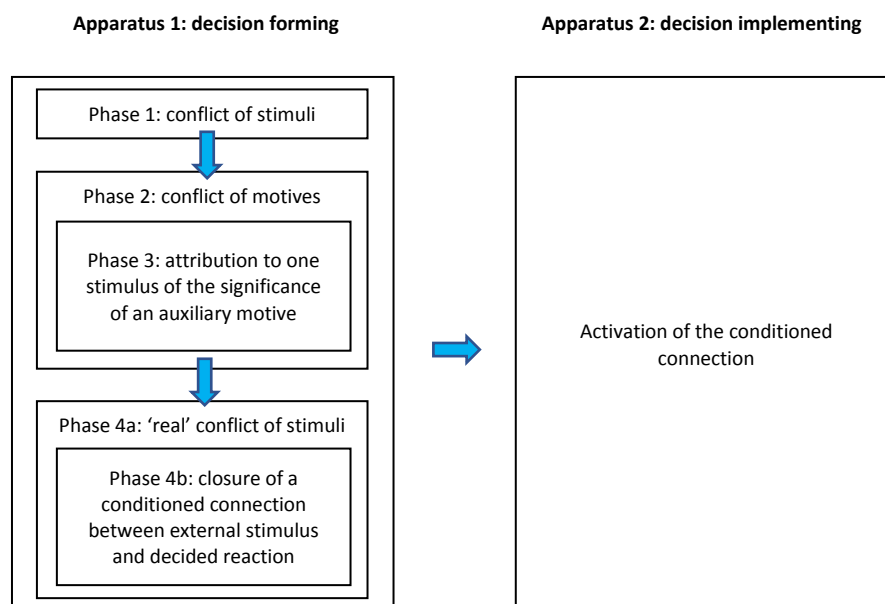 Apparatus 1: decision forming
Apparatus 2: decision implementing
Phase 1: conflict of stimuli
Phase 2: conflict of motives
Phase 3: attribution to one
stimulus of the significance
of an auxiliary motive
Phase 4a: ‘real’ conflict of stimuli
Phase 4b: closure of a
conditioned connection
between external stimulus
and decided reaction
Activation of the conditioned
connection